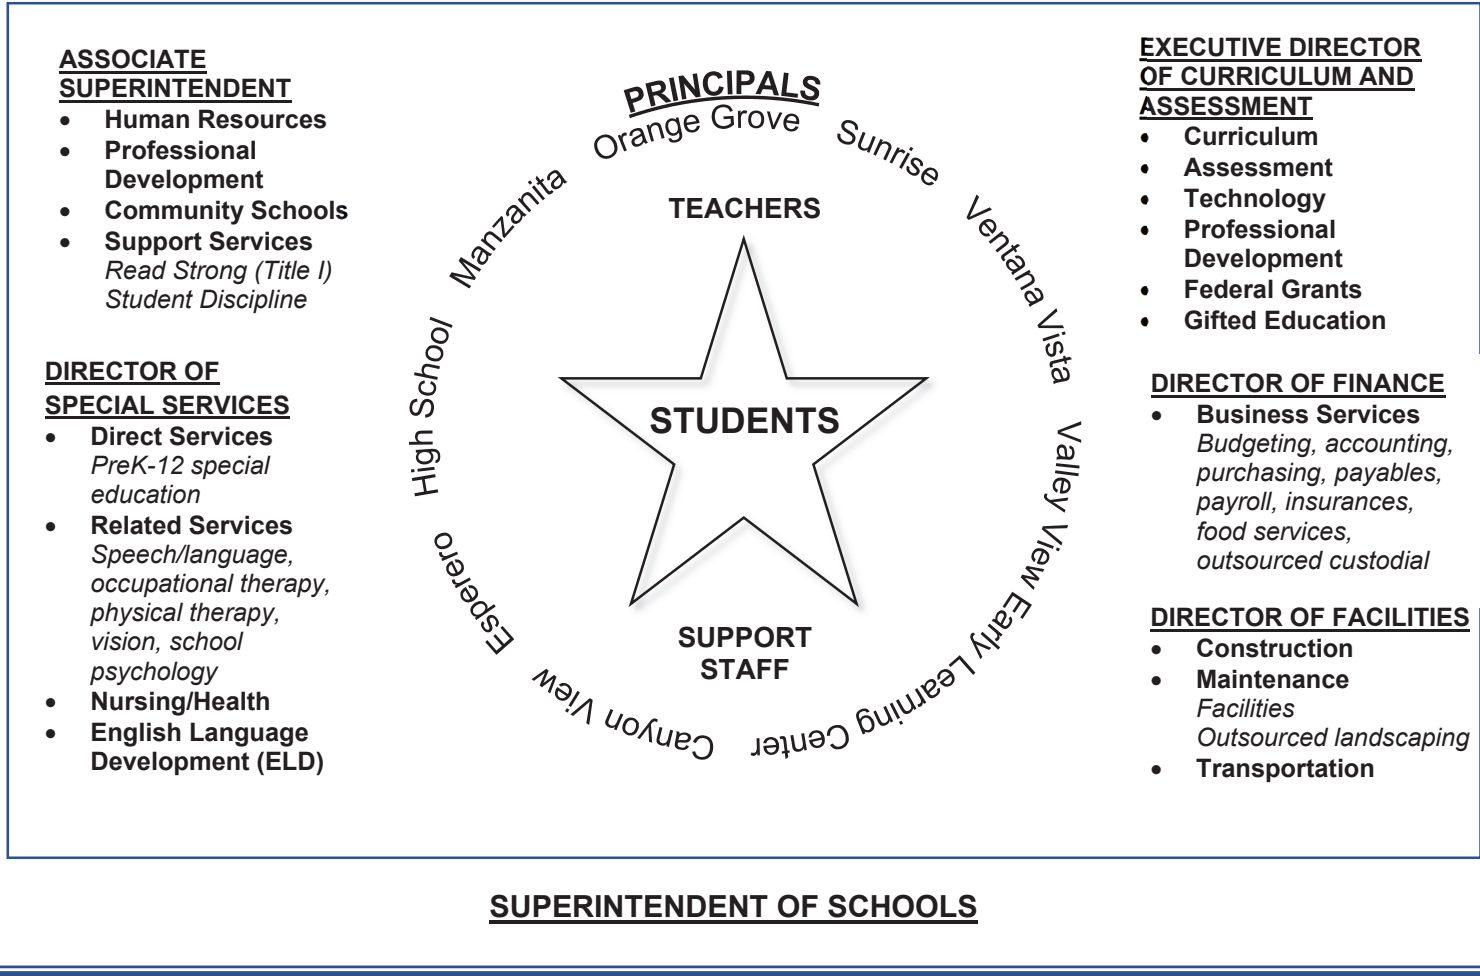 ASSOCIATE
SUPERINTENDENT
• Human Resources
• Professional
Development
• Community Schools
• Support Services
Read Strong (Title I)
Student Discipline
DIRECTOR OF
SPECIAL SERVICES
• Direct Services
PreK-12 special
education
• Related Services
Speech/language,
occupational therapy,
physical therapy,
vision, school
psychology
• Nursing/Health
• English Language
Development (ELD)
PRINCIPALS
Orange Grove
Sunrise
Ventana Vista
Valley View Early Learning Center
Canyon View
Esperero
High School
Manzanita
TEACHERS
STUDENTS
SUPPORT
STAFF
EXECUTIVE DIRECTOR
OF CURRICULUM AND
ASSESSMENT
• Curriculum
• Assessment
• Technology
• Professional
Development
• Federal Grants
• Gifted Education
DIRECTOR OF FINANCE
• Business Services
Budgeting, accounting,
purchasing, payables,
payroll, insurances,
food services,
outsourced custodial
DIRECTOR OF FACILITIES
• Construction
• Maintenance
Facilities
Outsourced landscaping
• Transportation
SUPERINTENDENT OF SCHOOLS